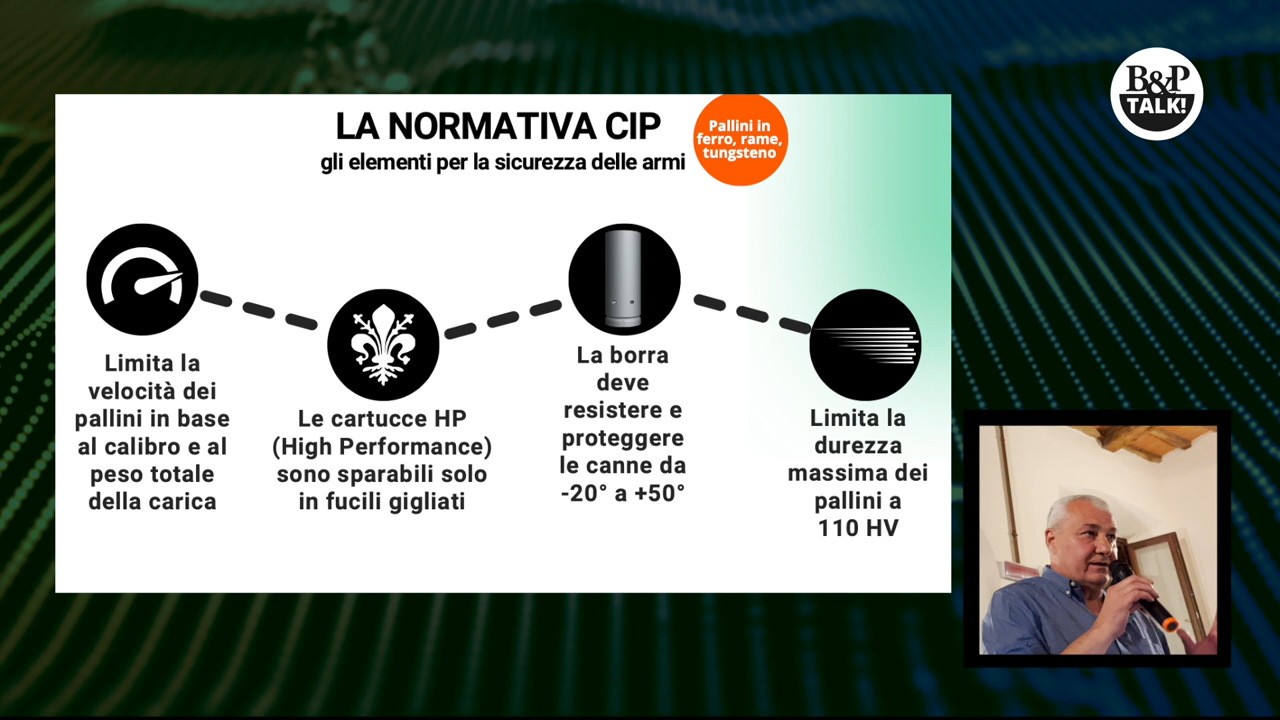 B&P
TALK!
LA NORMATIVA CIP
gli elementi per la sicurezza delle armi
Pallini in
ferro, rame,
tungsteno
Limita la
velocità dei
pallini in base
al calibro e al
peso totale
della carica
Le cartucce HP
(High Performance)
sono sparabili solo
in fucili gigliati
La borra
deve
resistere e
proteggere
le canne da
-20° a +50°
Limita la
durezza
massima dei
pallini a
110 HV